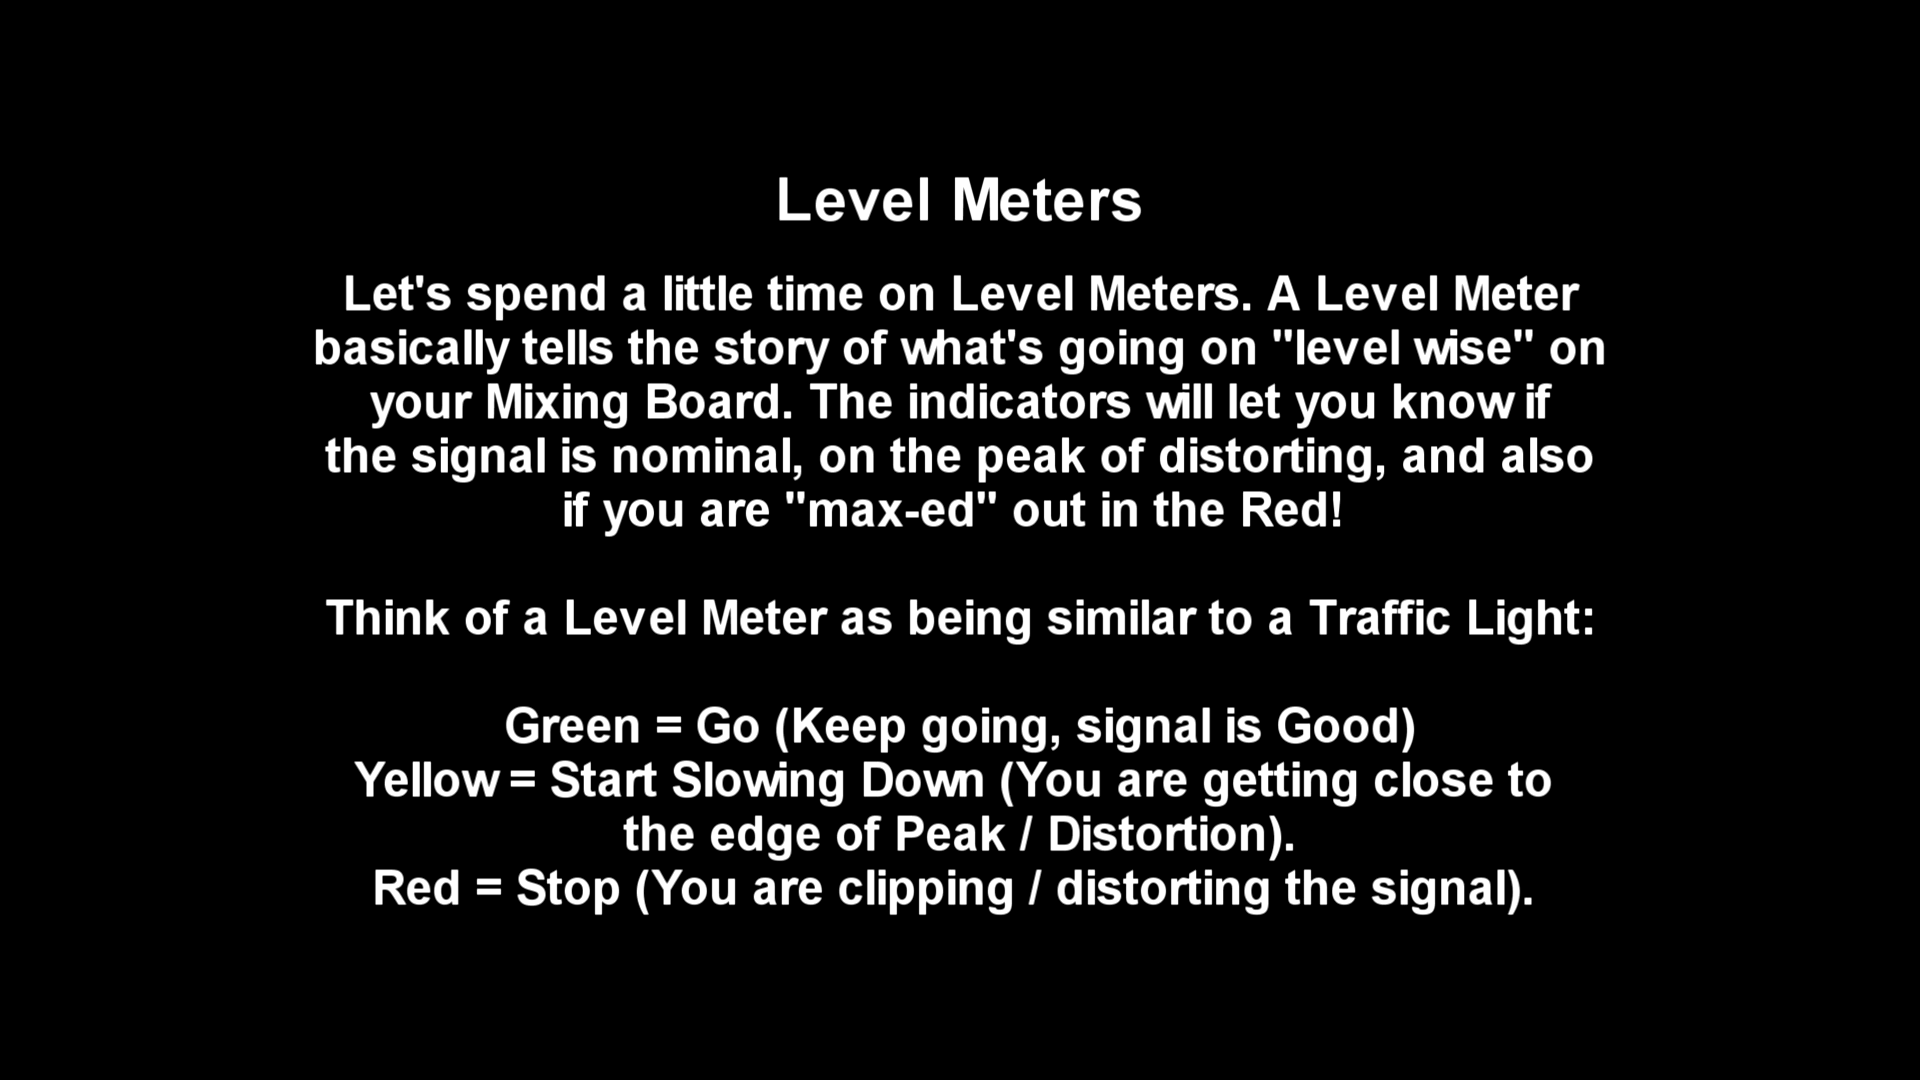 Level Meters
Let's spend a little time on Level Meters. A Level Meter
basically tells the story of what's going on "level wise" on
your Mixing Board. The indicators will let you know if
the signal is nominal, on the peak of distorting, and also
if you are "max-ed" out in the Red!
Think of a Level Meter as being similar to a Traffic Light:
Green = Go (Keep going, signal is Good)
Yellow = Start Slowing Down (You are getting close to
the edge of Peak / Distortion).
Red = Stop (You are clipping / distorting the signal).